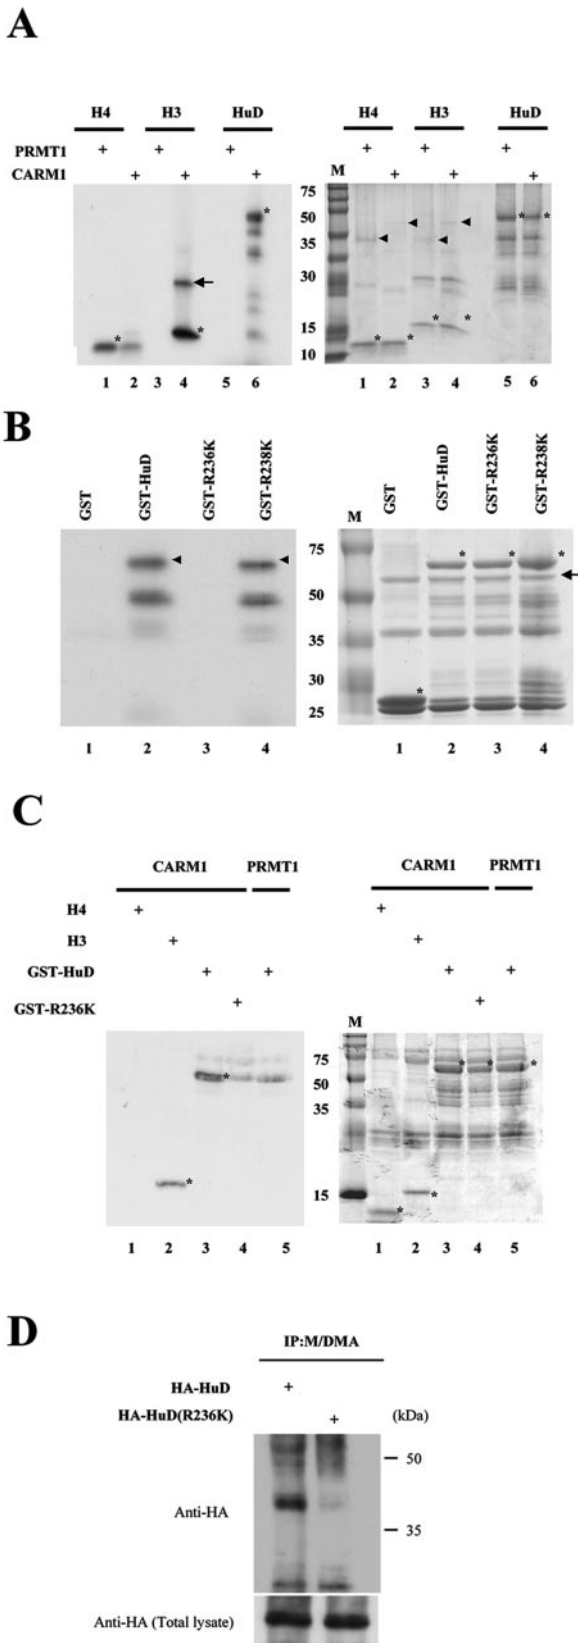 A
H4 H3 HuD H4 H3 HuD
PRMT1 + + + + + +
CARM1 + + + M + + +
75
50
35
30
15
10
* * * * * * * * *
1 2 3 4 5 6 1 2 3 4 5 6
B
GST GST-HuD GST-R236K GST-R238K M GST GST-HuD GST-R236K GST-R238K
75
50
35
30
25
* * * *
1 2 3 4 1 2 3 4
C
CARM1 PRMT1 CARM1 PRMT1
H4 + +
H3 + +
GST-HuD + + + +
GST-R236K + +
M
75
50
35
15
* * * * * * *
1 2 3 4 5 1 2 3 4 5
D
IP:M/DMA
HA-HuD +
HA-HuD(R236K) + (kDa)
50
Anti-HA
35
Anti-HA (Total lysate)